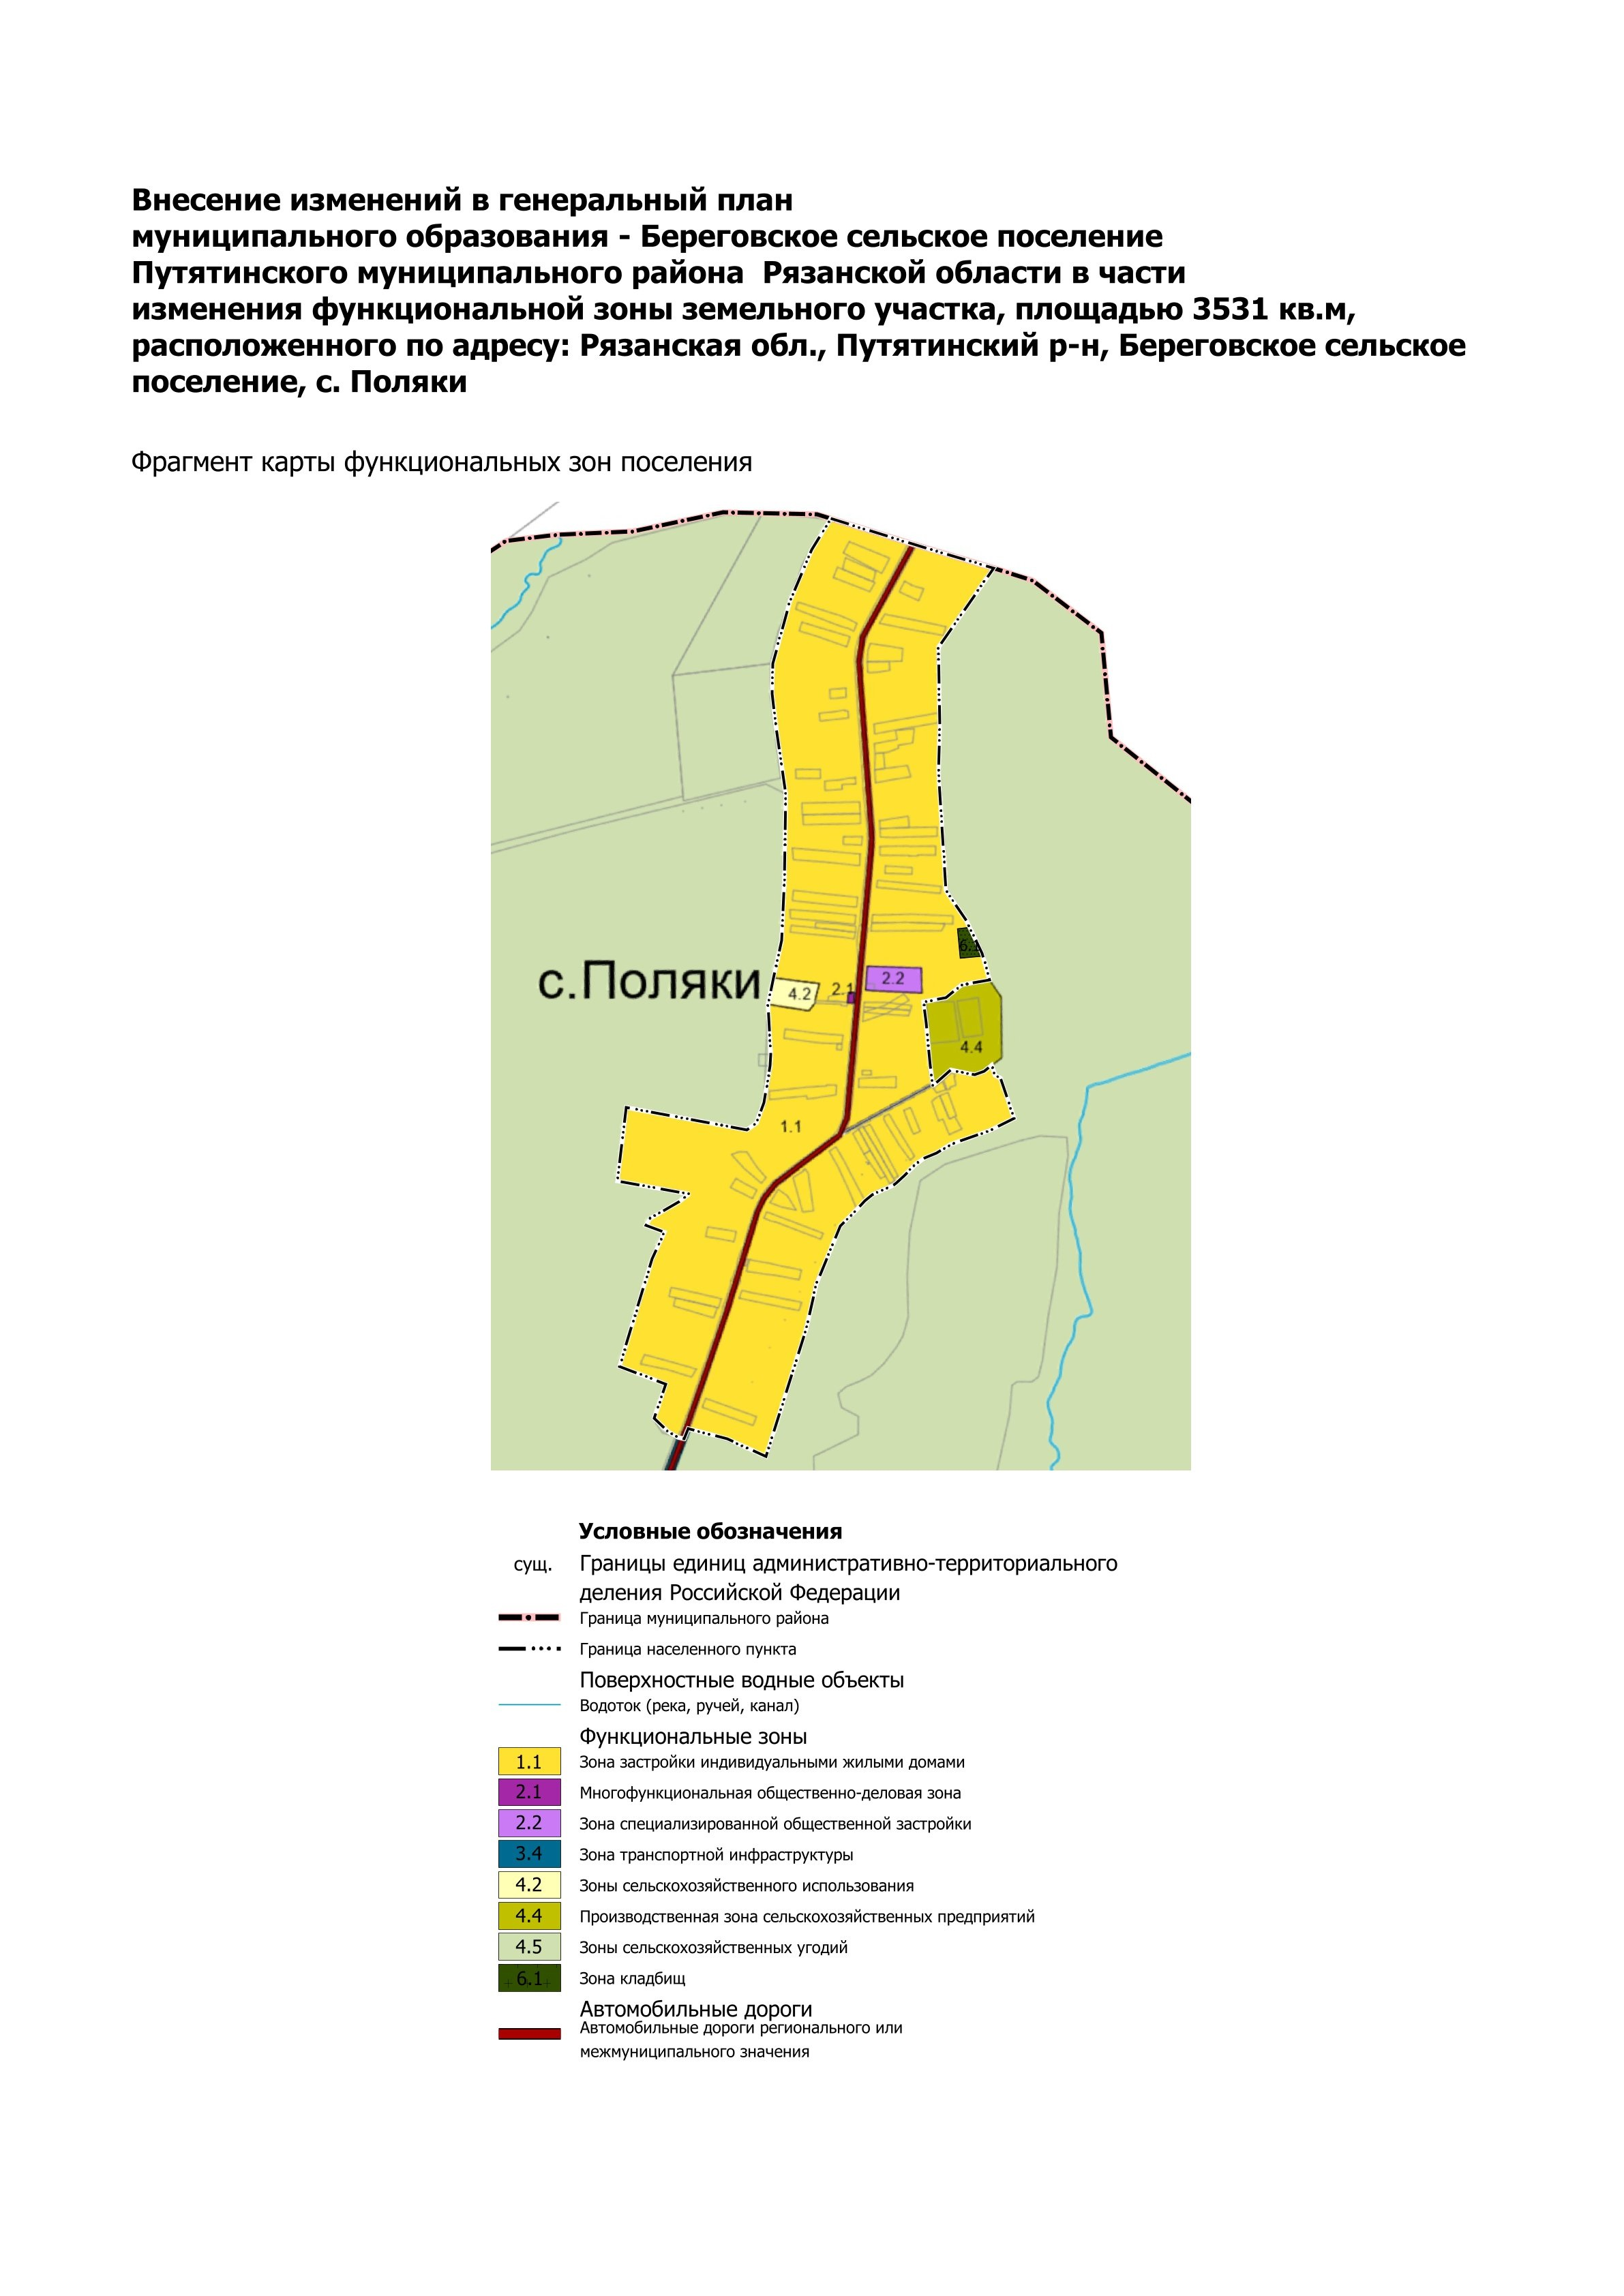 Внесение изменений в генеральный план
муниципального образования - Береговское сельское поселение
Путятинского муниципального района  Рязанской области в части
изменения функциональной зоны земельного участка, площадью 3531 кв.м,
расположенного по адресу: Рязанская обл., Путятинский р-н, Береговское сельское
поселение, с. Поляки
Фрагмент карты функциональных зон поселения
6.1
с.Поляки
4.2
2.1
2.2
4.4
1.1
Условные обозначения
сущ. Границы единиц административно-территориального
деления Российской Федерации
Граница муниципального района
Граница населенного пункта
Поверхностные водные объекты
Водоток (река, ручей, канал)
Функциональные зоны
1.1 Зона застройки индивидуальными жилыми домами
2.1 Многофункциональная общественно-деловая зона
2.2 Зона специализированной общественной застройки
3.4 Зона транспортной инфраструктуры
4.2 Зоны сельскохозяйственного использования
4.4 Производственная зона сельскохозяйственных предприятий
4.5 Зоны сельскохозяйственных угодий
6.1 Зона кладбищ
Автомобильные дороги
Автомобильные дороги регионального или
межмуниципального значения